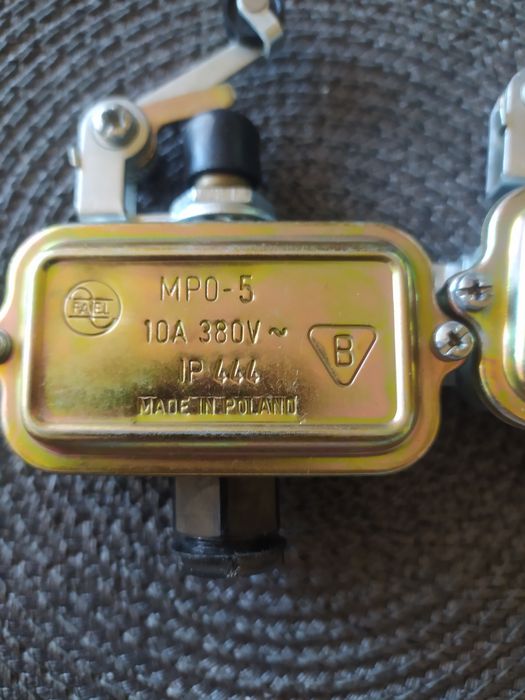 FAEL
MPO-5
10A 380V ~
B
IP 444
MADE IN POLAND